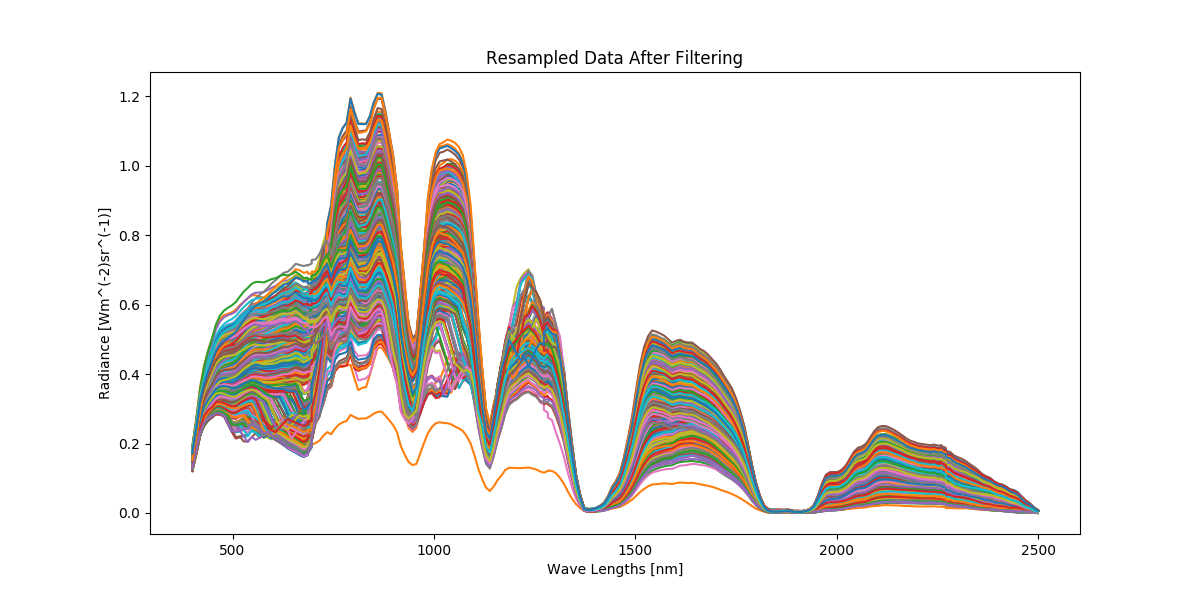 Resampled Data After Filtering
1.2
1.0
0.8
0.6
0.4
0.2
0.0
Radiance [Wm^(-2)sr^(-1)]
500 1000 1500 2000 2500
Wave Lengths [nm]